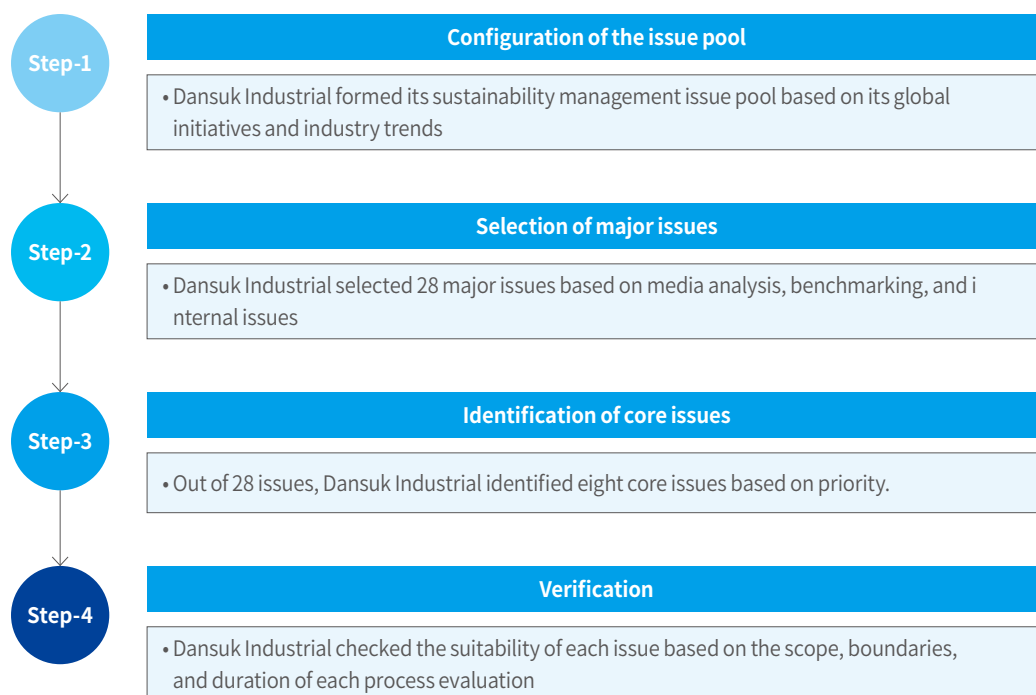 Step-1
Configuration of the issue pool
• Dansuk Industrial formed its sustainability management issue pool based on its global
initiatives and industry trends
Step-2
Selection of major issues
• Dansuk Industrial selected 28 major issues based on media analysis, benchmarking, and i
nternal issues
Step-3
Identification of core issues
• Out of 28 issues, Dansuk Industrial identified eight core issues based on priority.
Step-4
Verification
• Dansuk Industrial checked the suitability of each issue based on the scope, boundaries,
and duration of each process evaluation